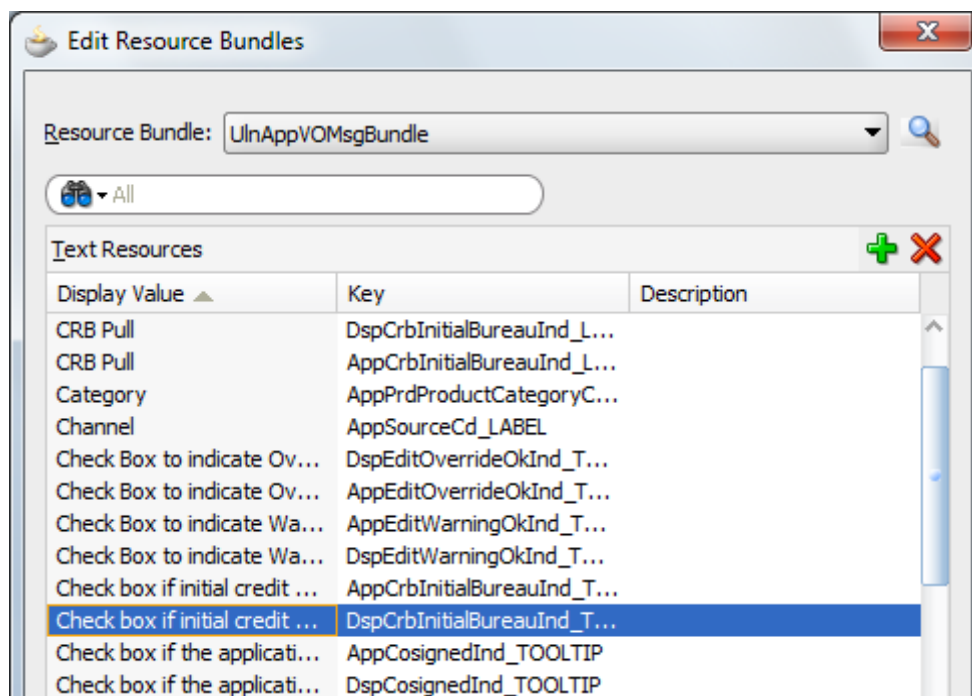 Edit Resource Bundles
Resource Bundle: UlnAppVOMsgBundle
All
Text Resources
Display Value Key Description
CRB Pull DspCrbInitialBureauInd_L...
CRB Pull AppCrbInitialBureauInd_L...
Category AppPrdProductCategoryC...
Channel AppSourceCd_LABEL
Check Box to indicate Ov... DspEditOverrideOkInd_T...
Check Box to indicate Ov... AppEditOverrideOkInd_T...
Check Box to indicate Wa... AppEditWarningOkInd_T...
Check Box to indicate Wa... DspEditWarningOkInd_T...
Check box if initial credit ... AppCrbInitialBureauInd_T...
Check box if initial credit ... DspCrbInitialBureauInd_T...
Check box if the applicati... AppCosignedInd_TOOLTIP
Check box if the applicati... DspCosignedInd_TOOLTIP